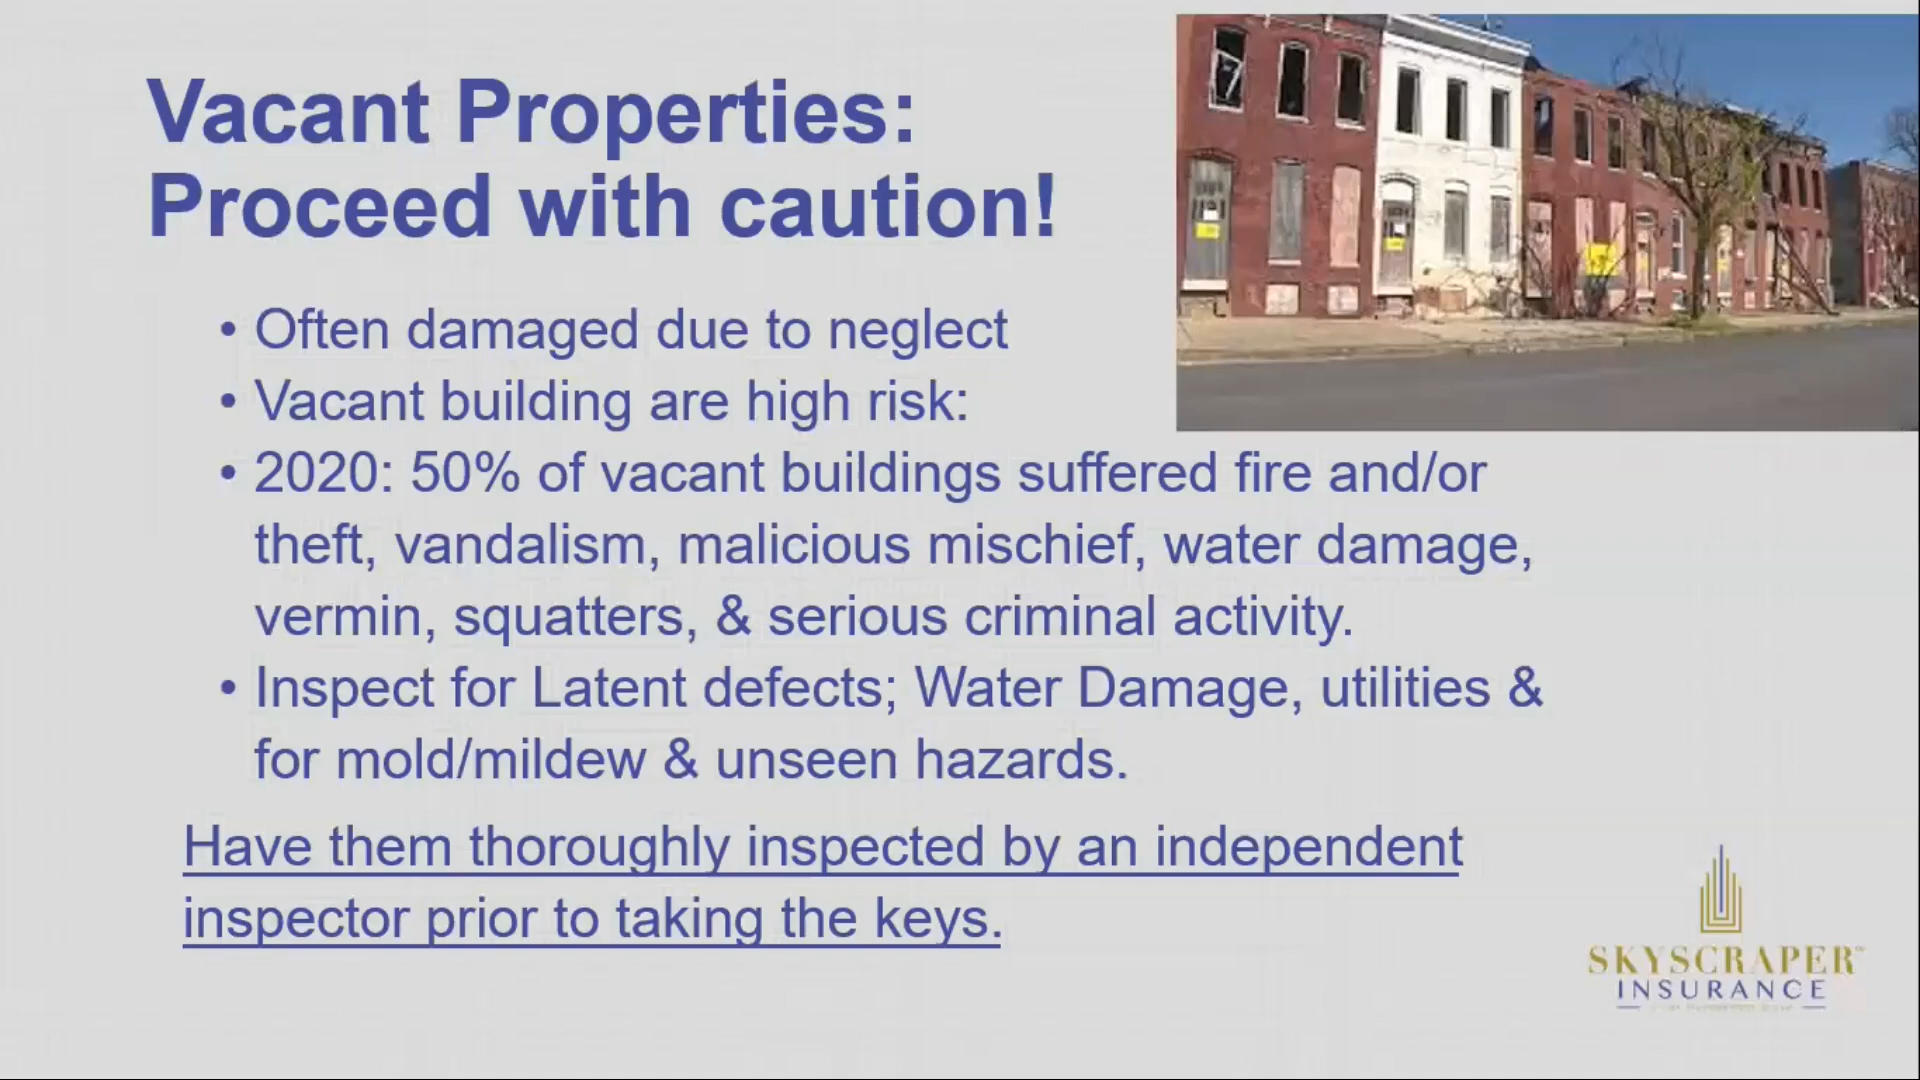 Vacant Properties:
Proceed with caution!
• Often damaged due to neglect
• Vacant building are high risk:
• 2020: 50% of vacant buildings suffered fire and/or
theft, vandalism, malicious mischief, water damage,
vermin, squatters, & serious criminal activity.
• Inspect for Latent defects; Water Damage, utilities &
for mold/mildew & unseen hazards.
Have them thoroughly inspected by an independent
inspector prior to taking the keys.
SKYSCRAPER
INSURANCE